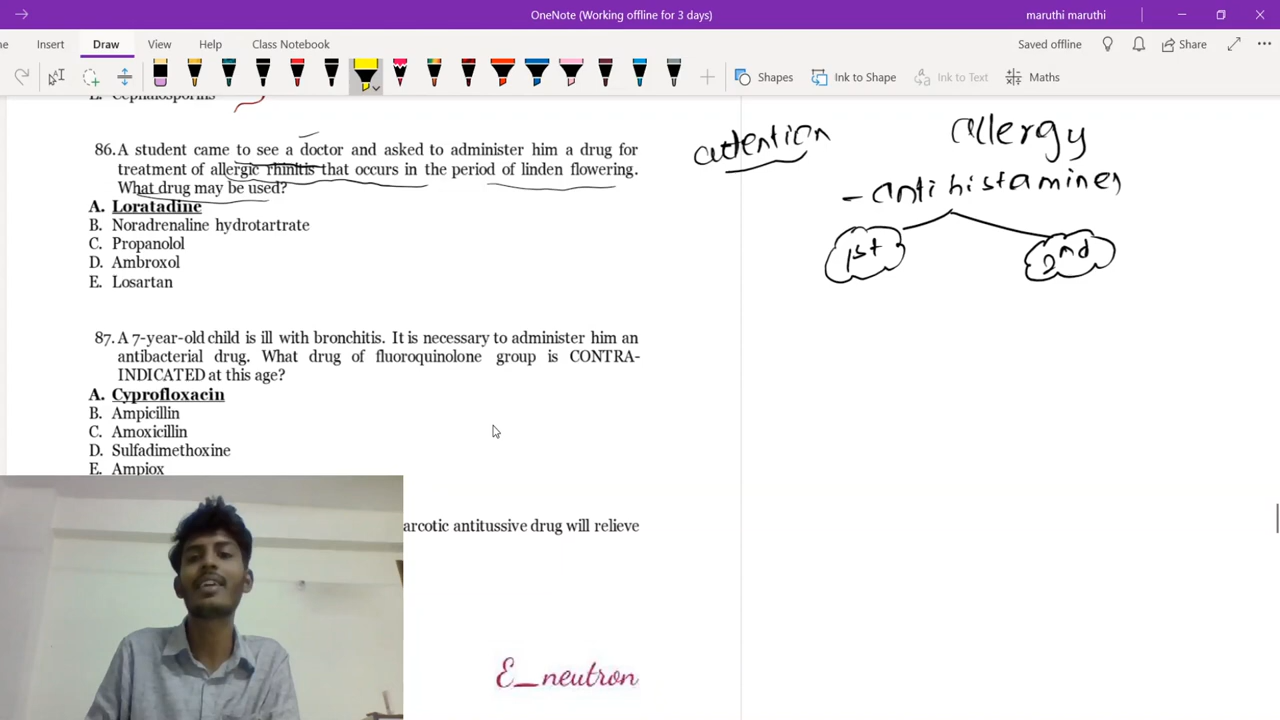 OneNote (Working offline for 3 days)
maruthi maruthi
Insert
Draw
View
Help
Class Notebook
Saved offline
Share
Shapes
Ink to Shape
Ink to Text
Maths
E. Cephalosporins
86. A student came to see a doctor and asked to administer him a drug for
treatment of allergic rhinitis that occurs in the period of linden flowering.
What drug may be used?
A. Loratadine
B. Noradrenaline hydrotartrate
C. Propanolol
D. Ambroxol
E. Losartan
87. A 7-year-old child is ill with bronchitis. It is necessary to administer him an
antibacterial drug. What drug of fluoroquinolone group is CONTRA-
INDICATED at this age?
A. Cyprofloxacin
B. Ampicillin
C. Amoxicillin
D. Sulfadimethoxine
E. Ampiox
arcotic antitussive drug will relieve
E_neutron
attention
allergy
- antihistamines
1st
2nd